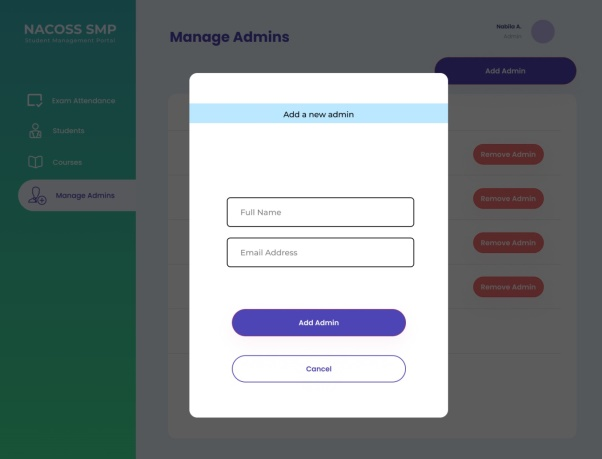 NACOSS SMP
Student Management Portal
Exam Attendance
Students
Courses
Manage Admins
Manage Admins
Nabila A.
Add Admin
Remove Admin
Remove Admin
Remove Admin
Remove Admin
Add a new admin
Full Name
Email Address
Add Admin
Cancel